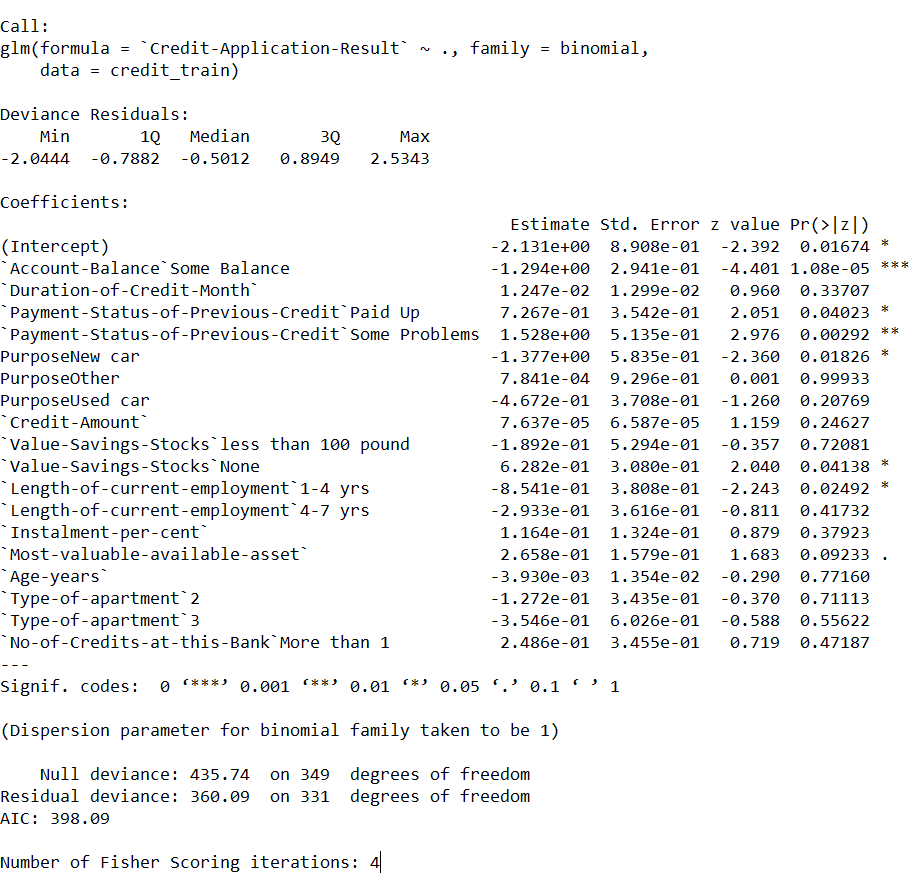 Call:
glm(formula = `Credit-Application-Result` ~ ., family = binomial,
    data = credit_train)
Deviance Residuals:
    Min       1Q   Median       3Q      Max
-2.0444  -0.7882  -0.5012   0.8949   2.5343
Coefficients:
                                                   Estimate Std. Error z value Pr(>|z|)
(Intercept)                                      -2.131e+00  8.908e-01  -2.392  0.01674 *
`Account-Balance`Some Balance                    -1.294e+00  2.941e-01  -4.401 1.08e-05 ***
`Duration-of-Credit-Month`                        1.247e-02  1.299e-02   0.960  0.33707
`Payment-Status-of-Previous-Credit`Paid Up        7.267e-01  3.542e-01   2.051  0.04023 *
`Payment-Status-of-Previous-Credit`Some Problems  1.528e+00  5.135e-01   2.976  0.00292 **
PurposeNew car                                   -1.377e+00  5.835e-01  -2.360  0.01826 *
PurposeOther                                      7.841e-04  9.296e-01   0.001  0.99933
PurposeUsed car                                  -4.672e-01  3.708e-01  -1.260  0.20769
`Credit-Amount`                                   7.637e-05  6.587e-05   1.159  0.24627
`Value-Savings-Stocks`less than 100 pound        -1.892e-01  5.294e-01  -0.357  0.72081
`Value-Savings-Stocks`None                        6.282e-01  3.080e-01   2.040  0.04138 *
`Length-of-current-employment`1-4 yrs            -8.541e-01  3.808e-01  -2.243  0.02492 *
`Length-of-current-employment`4-7 yrs            -2.933e-01  3.616e-01  -0.811  0.41732
`Instalment-per-cent`                             1.164e-01  1.324e-01   0.879  0.37923
`Most-valuable-available-asset`                   2.658e-01  1.579e-01   1.683  0.09233 .
`Age-years`                                      -3.930e-03  1.354e-02  -0.290  0.77160
`Type-of-apartment`2                             -1.272e-01  3.435e-01  -0.370  0.71113
`Type-of-apartment`3                             -3.546e-01  6.026e-01  -0.588  0.55622
`No-of-Credits-at-this-Bank`More than 1           2.486e-01  3.455e-01   0.719  0.47187
---
Signif. codes:  0 ‘***’ 0.001 ‘**’ 0.01 ‘*’ 0.05 ‘.’ 0.1 ‘ ’ 1
(Dispersion parameter for binomial family taken to be 1)
    Null deviance: 435.74  on 349  degrees of freedom
Residual deviance: 360.09  on 331  degrees of freedom
AIC: 398.09
Number of Fisher Scoring iterations: 4